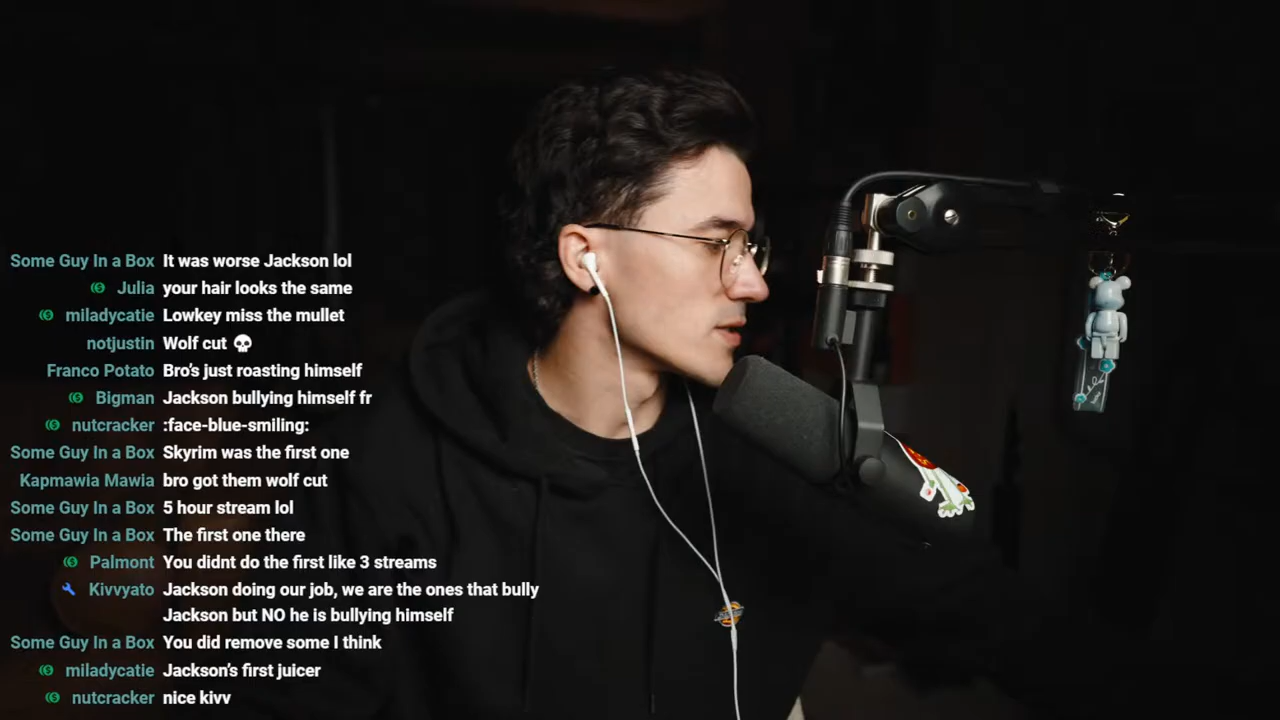 Some Guy In a Box It was worse Jackson lol
Julia your hair looks the same
miladycatie Lowkey miss the mullet
notjustin Wolf cut 💀
Franco Potato Bro's just roasting himself
Bigman Jackson bullying himself fr
nutcracker :face-blue-smiling:
Some Guy In a Box Skyrim was the first one
Kapmawia Mawia bro got them wolf cut
Some Guy In a Box 5 hour stream lol
Some Guy In a Box The first one there
Palmont You didnt do the first like 3 streams
Kivvyato Jackson doing our job, we are the ones that bully
Jackson but NO he is bullying himself
Some Guy In a Box You did remove some I think
miladycatie Jackson's first juicer
nutcracker nice kivv